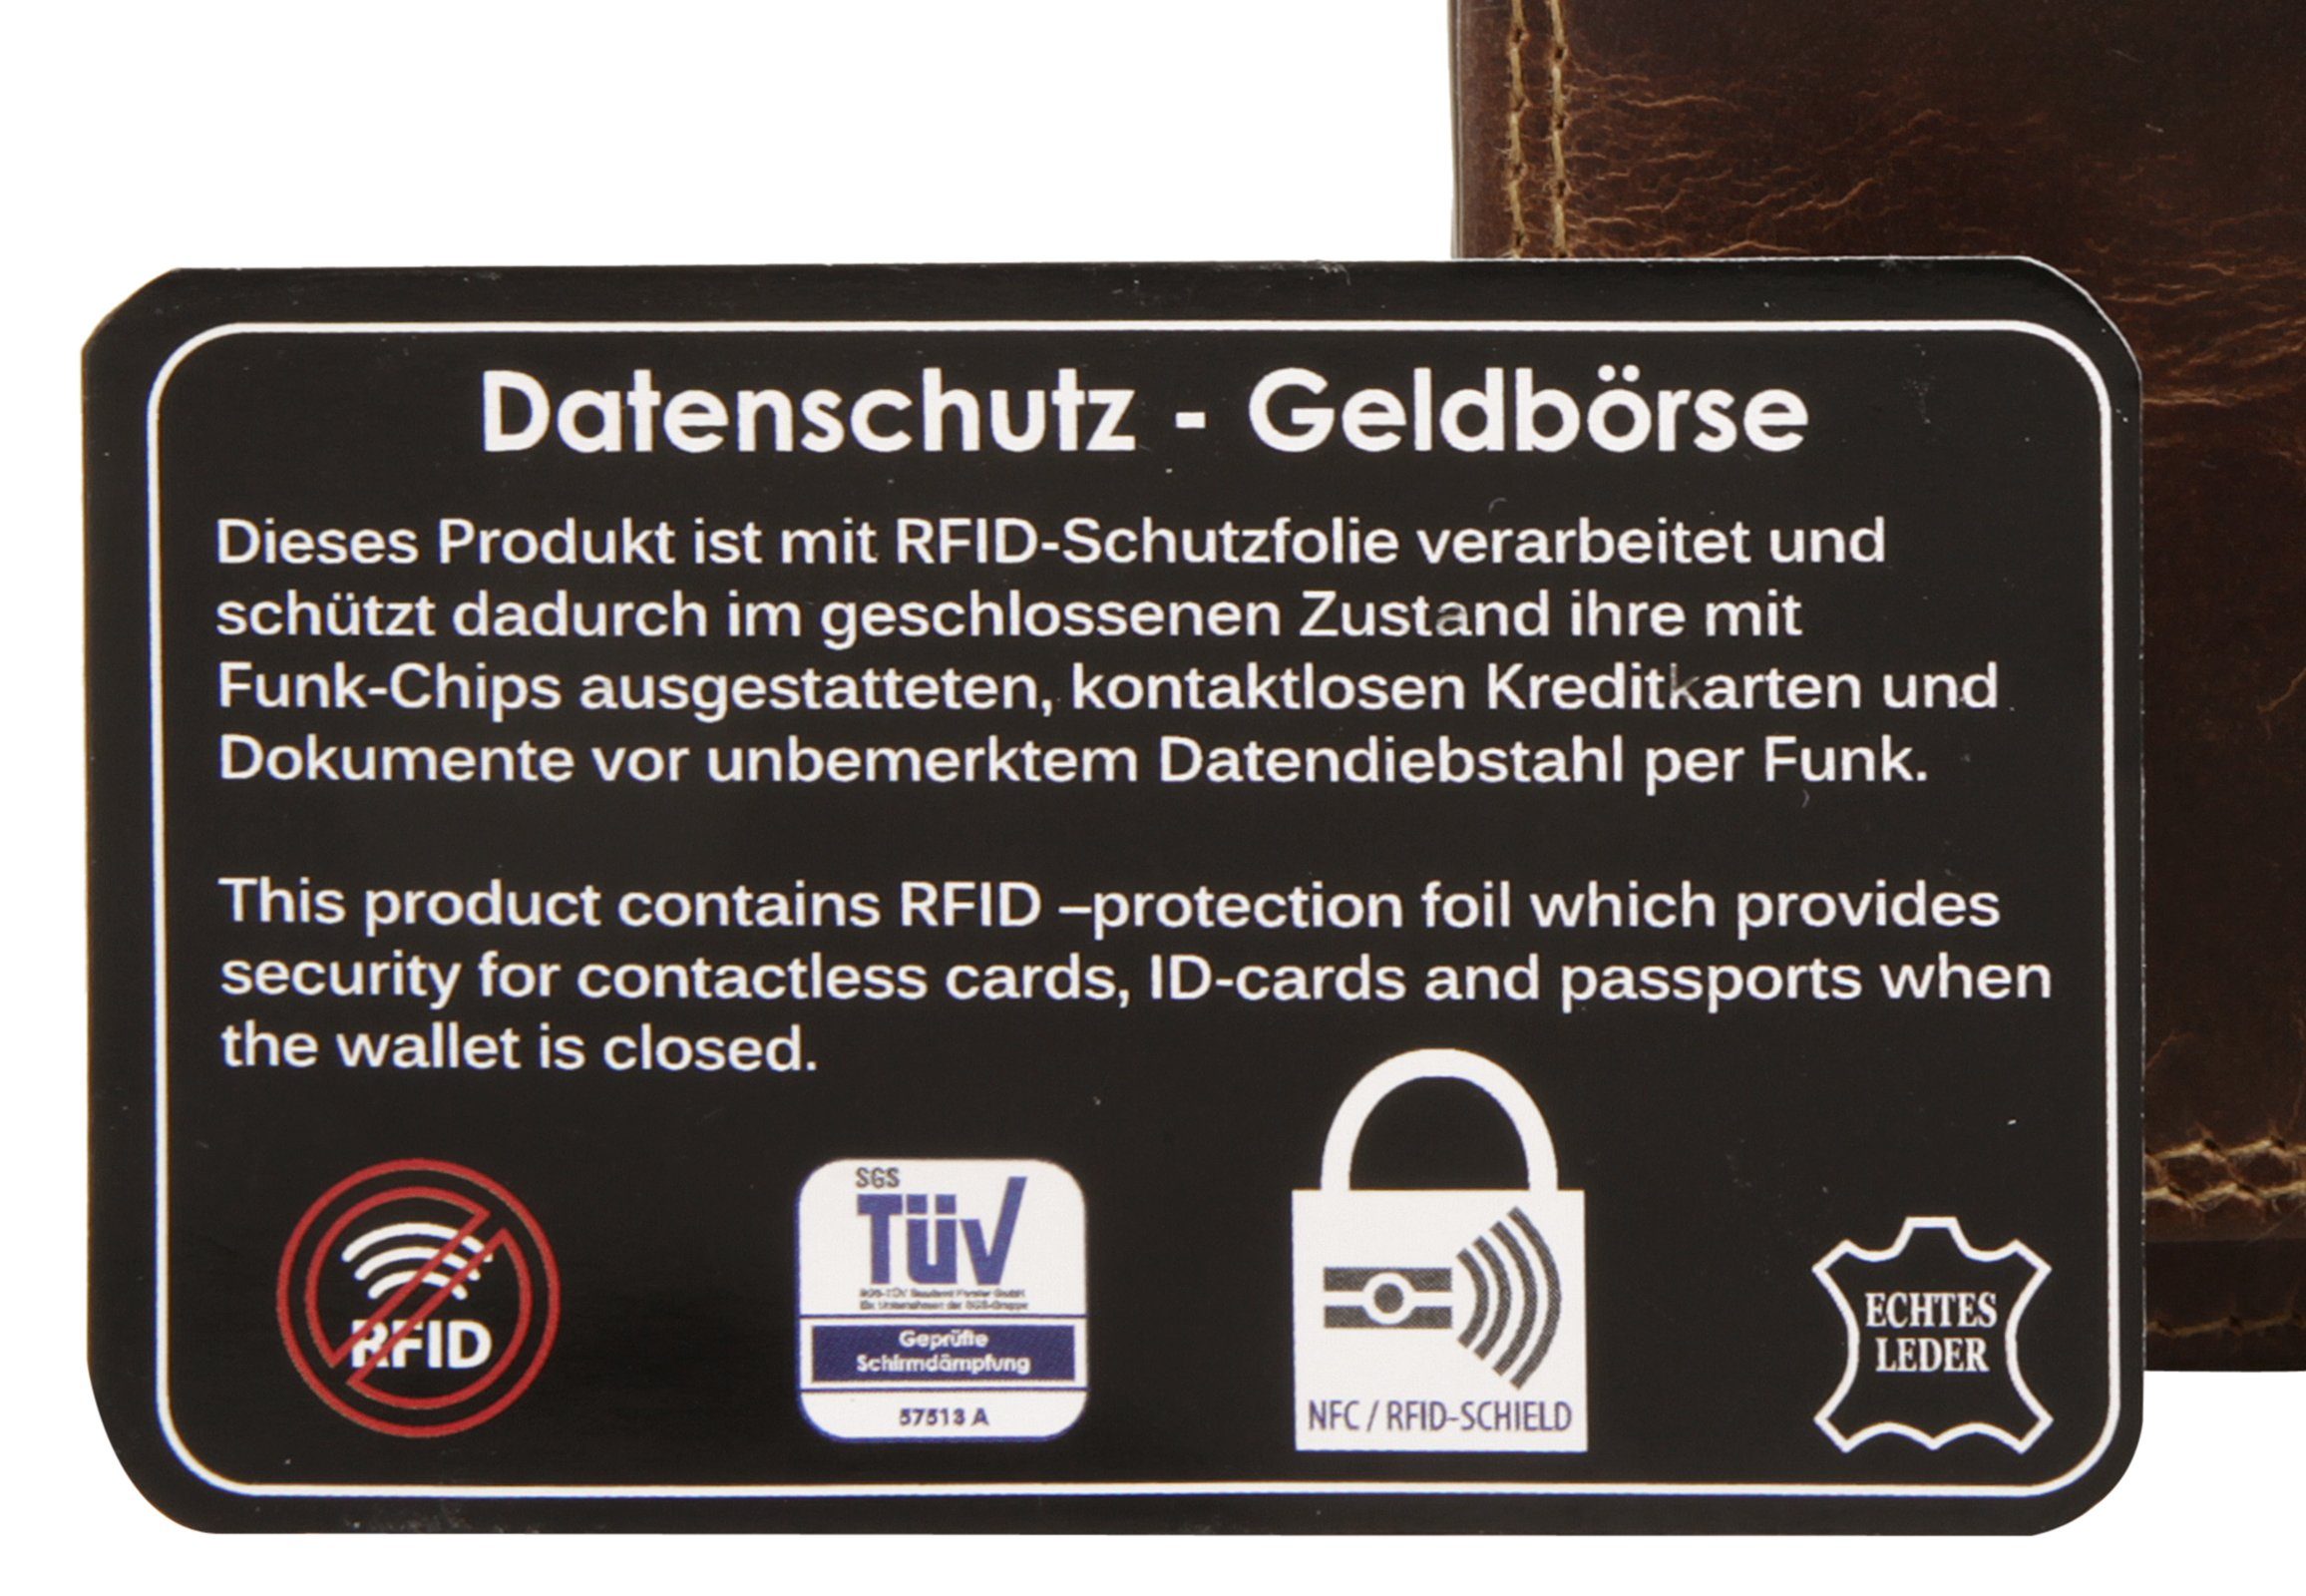 Datenschutz - Geldbörse
Dieses Produkt ist mit RFID-Schutzfolie verarbeitet und
schützt dadurch im geschlossenen Zustand ihre mit
Funk-Chips ausgestatteten, kontaktlosen Kreditkarten und
Dokumente vor unbemerktem Datendiebstahl per Funk.
This product contains RFID –protection foil which provides
security for contactless cards, ID-cards and passports when
the wallet is closed.
RFID
SGS
TÜV
Geprüfte
Schirmdämpfung
57513 A
NFC / RFID-SCHIELD
ECHTES
LEDER